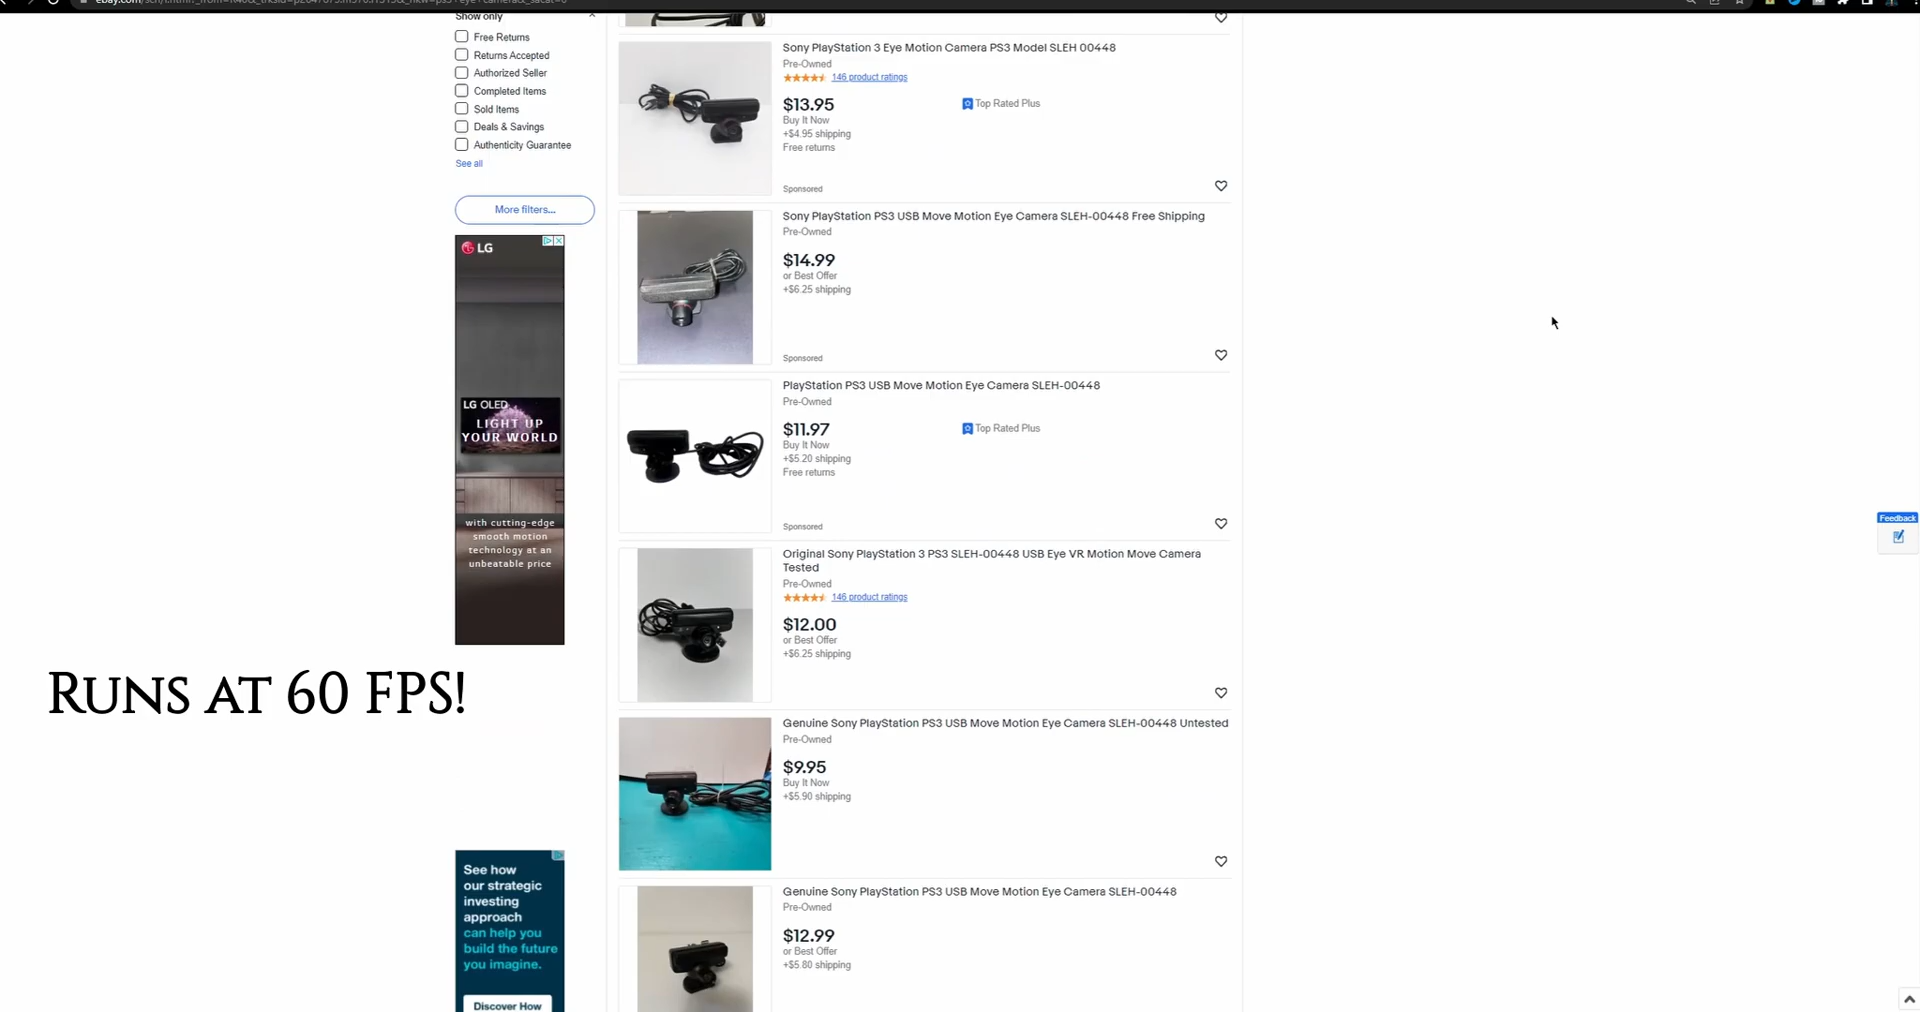 Show only
Free Returns
Returns Accepted
Authorized Seller
Completed Items
Sold Items
Deals & Savings
Authenticity Guarantee
See all
More filters...
LG
LG OLED
LIGHT UP
YOUR WORLD
with cutting-edge
smooth motion
technology at an
unbeatable price
RUNS AT 60 FPS!
See how
our strategic
investing
approach
can help you
build the future
you imagine.
Discover How
Sony PlayStation 3 Eye Motion Camera PS3 Model SLEH 00448
Pre-Owned
146 product ratings
$13.95
Top Rated Plus
Buy It Now
+$4.95 shipping
Free returns
Sponsored
Sony PlayStation PS3 USB Move Motion Eye Camera SLEH-00448 Free Shipping
Pre-Owned
$14.99
or Best Offer
+$6.25 shipping
Sponsored
PlayStation PS3 USB Move Motion Eye Camera SLEH-00448
Pre-Owned
$11.97
Top Rated Plus
Buy It Now
+$5.20 shipping
Free returns
Sponsored
Original Sony PlayStation 3 PS3 SLEH-00448 USB Eye VR Motion Move Camera
Tested
Pre-Owned
146 product ratings
$12.00
or Best Offer
+$6.25 shipping
Genuine Sony PlayStation PS3 USB Move Motion Eye Camera SLEH-00448 Untested
Pre-Owned
$9.95
Buy It Now
+$5.90 shipping
Genuine Sony PlayStation PS3 USB Move Motion Eye Camera SLEH-00448
Pre-Owned
$12.99
or Best Offer
+$5.80 shipping
Feedback